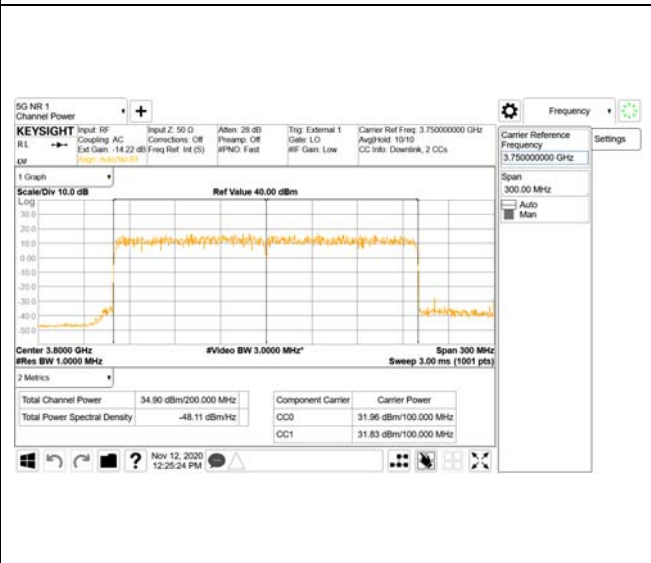 5G NR 1
Channel Power
Frequency
Settings
KEYSIGHT
RL
Input: RF
Coupling: AC
Ext Gain: -14.22 dB
Align: Auto/No RF
Input Z: 50 Ω
Corrections: Off
Freq Ref: Int (S)
Atten: 28 dB
Preamp: Off
#PNO: Fast
Trig: External 1
Gate: LO
#IF Gain: Low
Carrier Ref Freq: 3.750000000 GHz
Avg|Hold: 10/10
CC Info: Downlink, 2 CCs
Carrier Reference
Frequency
3.750000000 GHz
Span
300.00 MHz
Auto
Man
1 Graph
Scale/Div 10.0 dB
Ref Value 40.00 dBm
Log
30.0
20.0
10.0
0.00
-10.0
-20.0
-30.0
-40.0
-50.0
Center 3.8000 GHz
#Video BW 3.0000 MHz*
Span 300 MHz
#Res BW 1.0000 MHz
Sweep 3.00 ms (1001 pts)
2 Metrics
Total Channel Power 34.90 dBm/200.000 MHz
Total Power Spectral Density -48.11 dBm/Hz
Component Carrier Carrier Power
CC0 31.96 dBm/100.000 MHz
CC1 31.83 dBm/100.000 MHz
?
Nov 12, 2020
12:25:24 PM